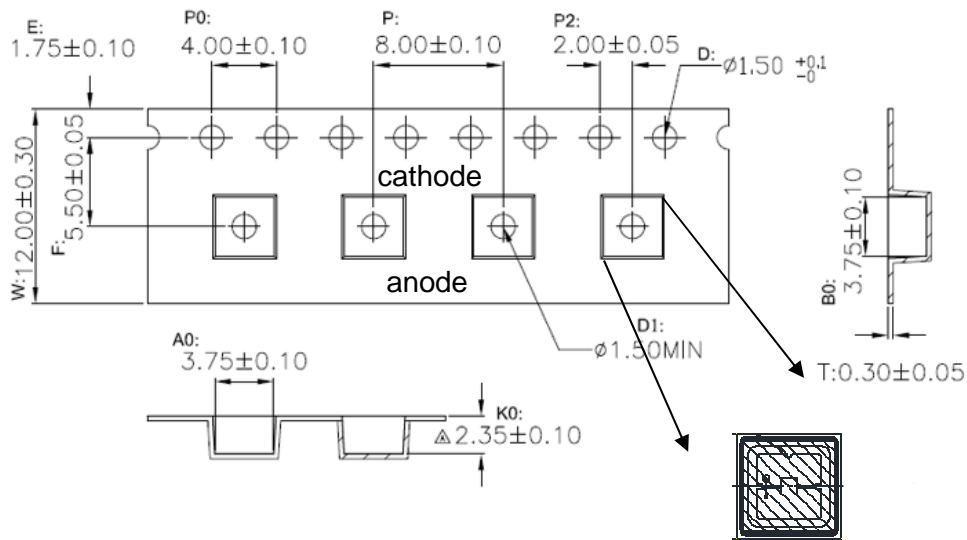 E:
1.75±0.10
P0:
4.00±0.10
P:
8.00±0.10
P2:
2.00±0.05
D: Ø1.50 +0.1 -0
W:12.00±0.30
F:
5.50±0.05
cathode
anode
B0:
3.75±0.10
D1:
Ø1.50MIN
T:0.30±0.05
A0:
3.75±0.10
K0:
2.35±0.10